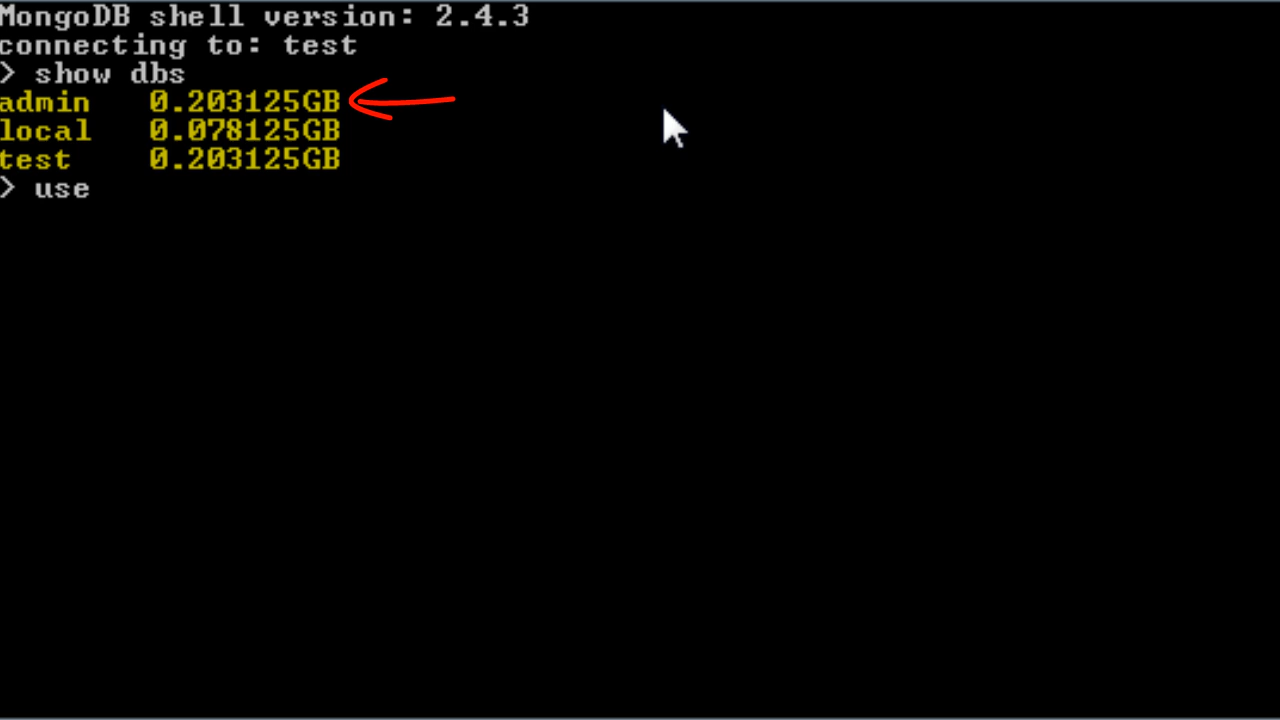 MongoDB shell version: 2.4.3
connecting to: test
> show dbs
admin   0.203125GB
local   0.078125GB
test    0.203125GB
> use